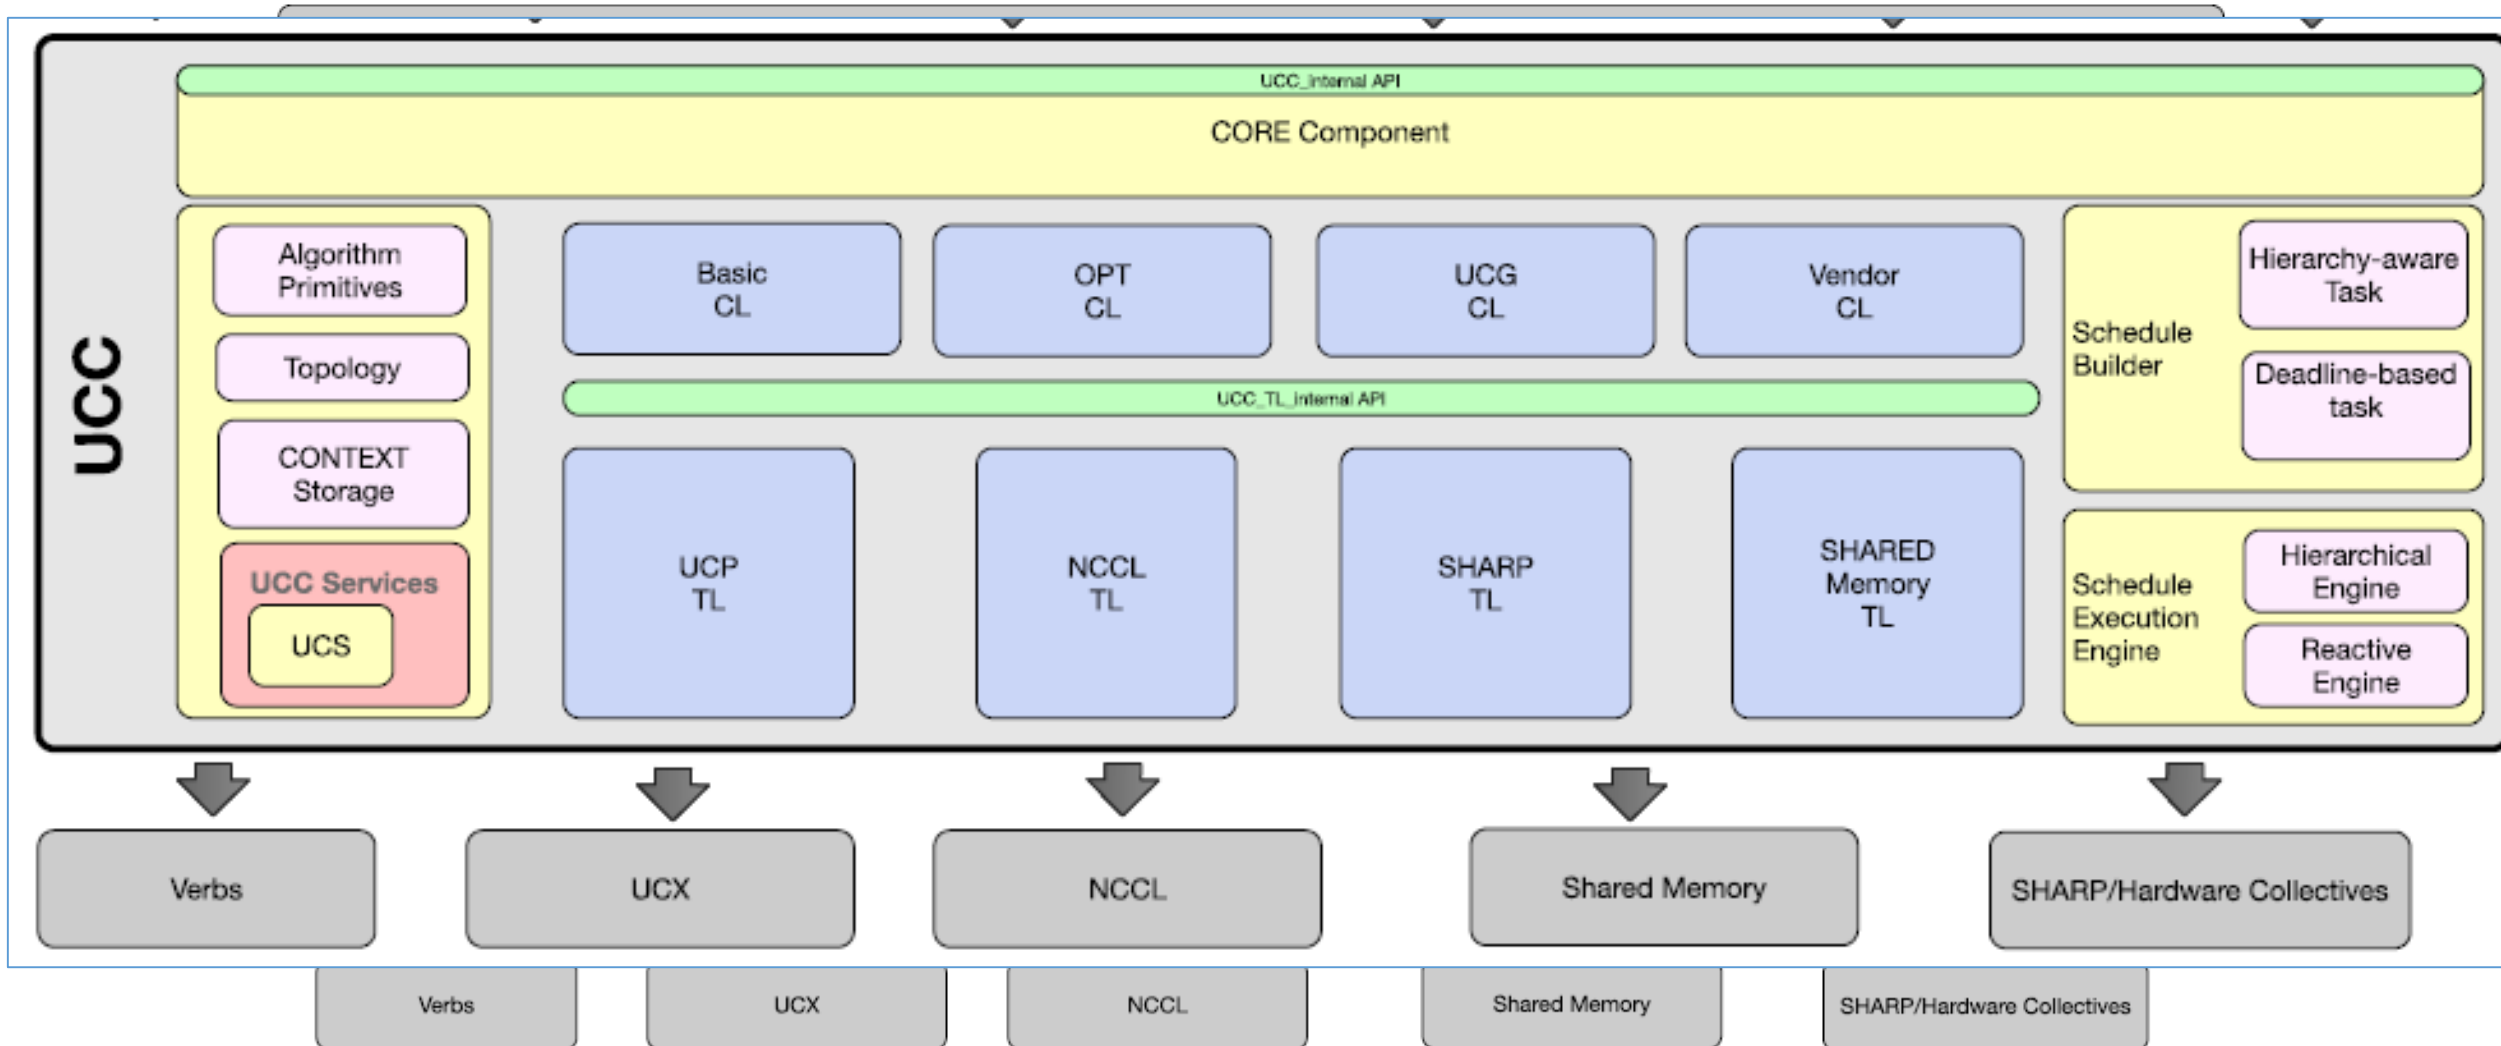 UCC_internal API
CORE Component
UCC
Algorithm
Primitives
Topology
CONTEXT
Storage
UCC Services
UCS
Basic
CL
OPT
CL
UCG
CL
Vendor
CL
UCC_TL_internal API
UCP
TL
NCCL
TL
SHARP
TL
SHARED
Memory
TL
Schedule
Builder
Hierarchy-aware
Task
Deadline-based
task
Schedule
Execution
Engine
Hierarchical
Engine
Reactive
Engine
Verbs
UCX
NCCL
Shared Memory
SHARP/Hardware Collectives
Verbs
UCX
NCCL
Shared Memory
SHARP/Hardware Collectives